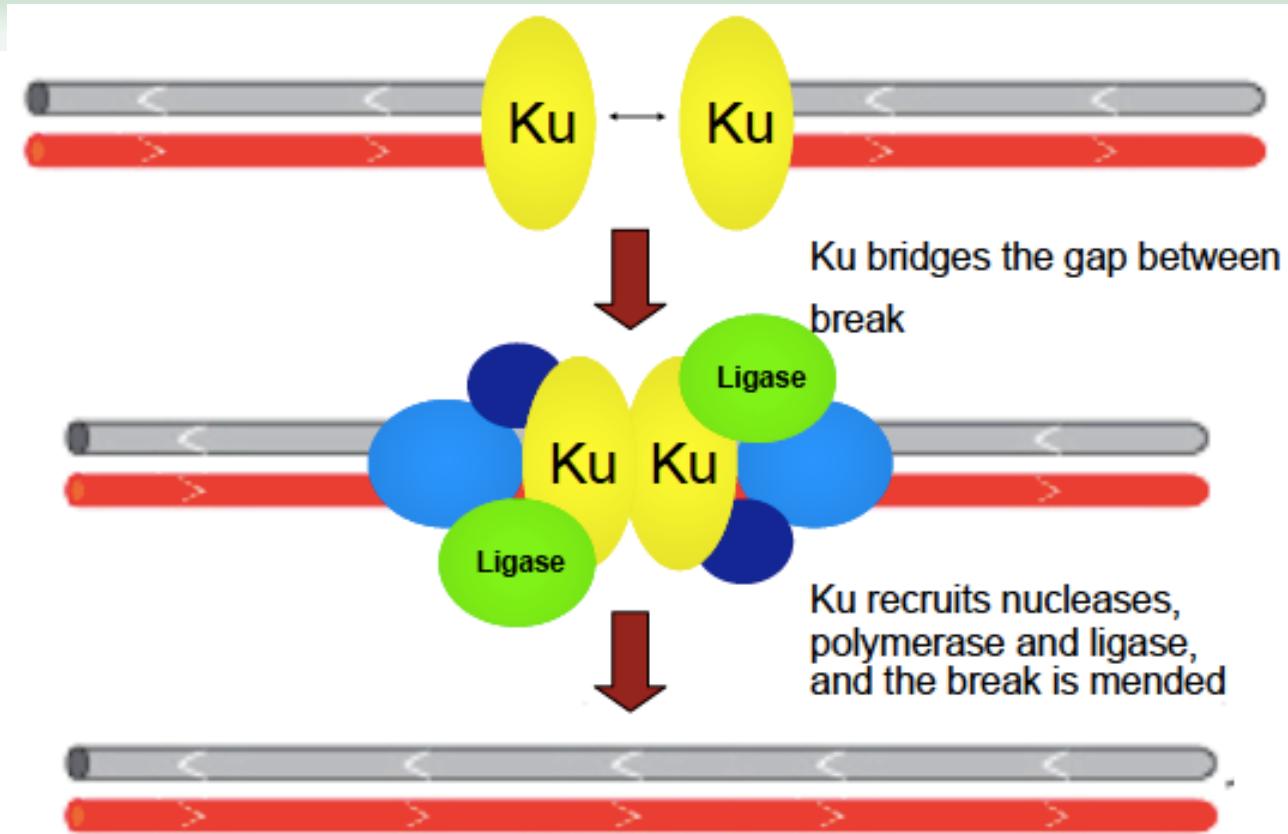 Ku
Ku
Ku bridges the gap between
break
Ligase
Ku
Ku
Ligase
Ku recruits nucleases,
polymerase and ligase,
and the break is mended